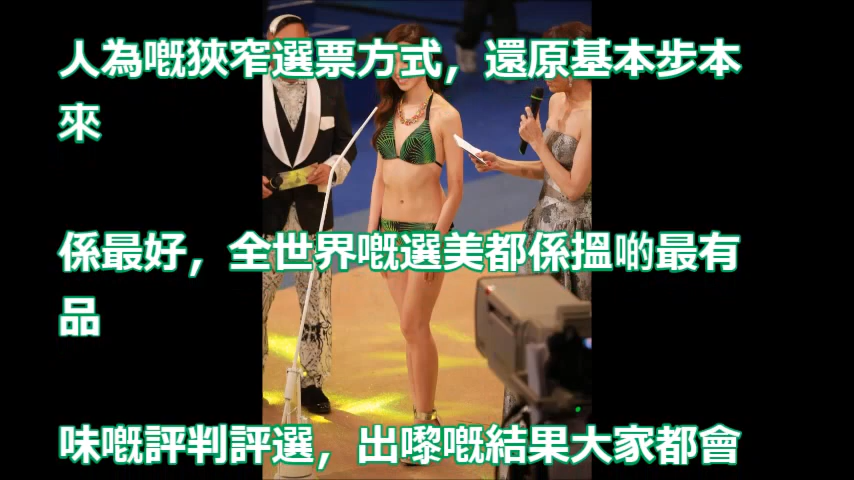 人為嘅狹窄選票方式，還原基本步本
來
係最好，全世界嘅選美都係搵啲最有
品
味嘅評判評選，出嚟嘅結果大家都會